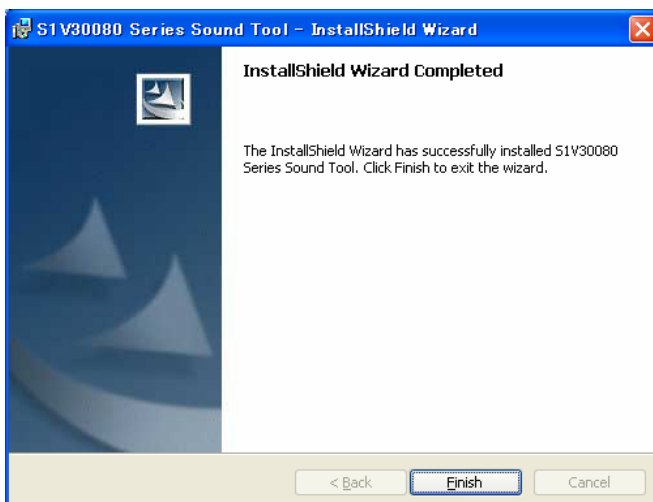 S1V30080 Series Sound Tool - InstallShield Wizard
InstallShield Wizard Completed
The InstallShield Wizard has successfully installed S1V30080
Series Sound Tool. Click Finish to exit the wizard.
< Back
Finish
Cancel